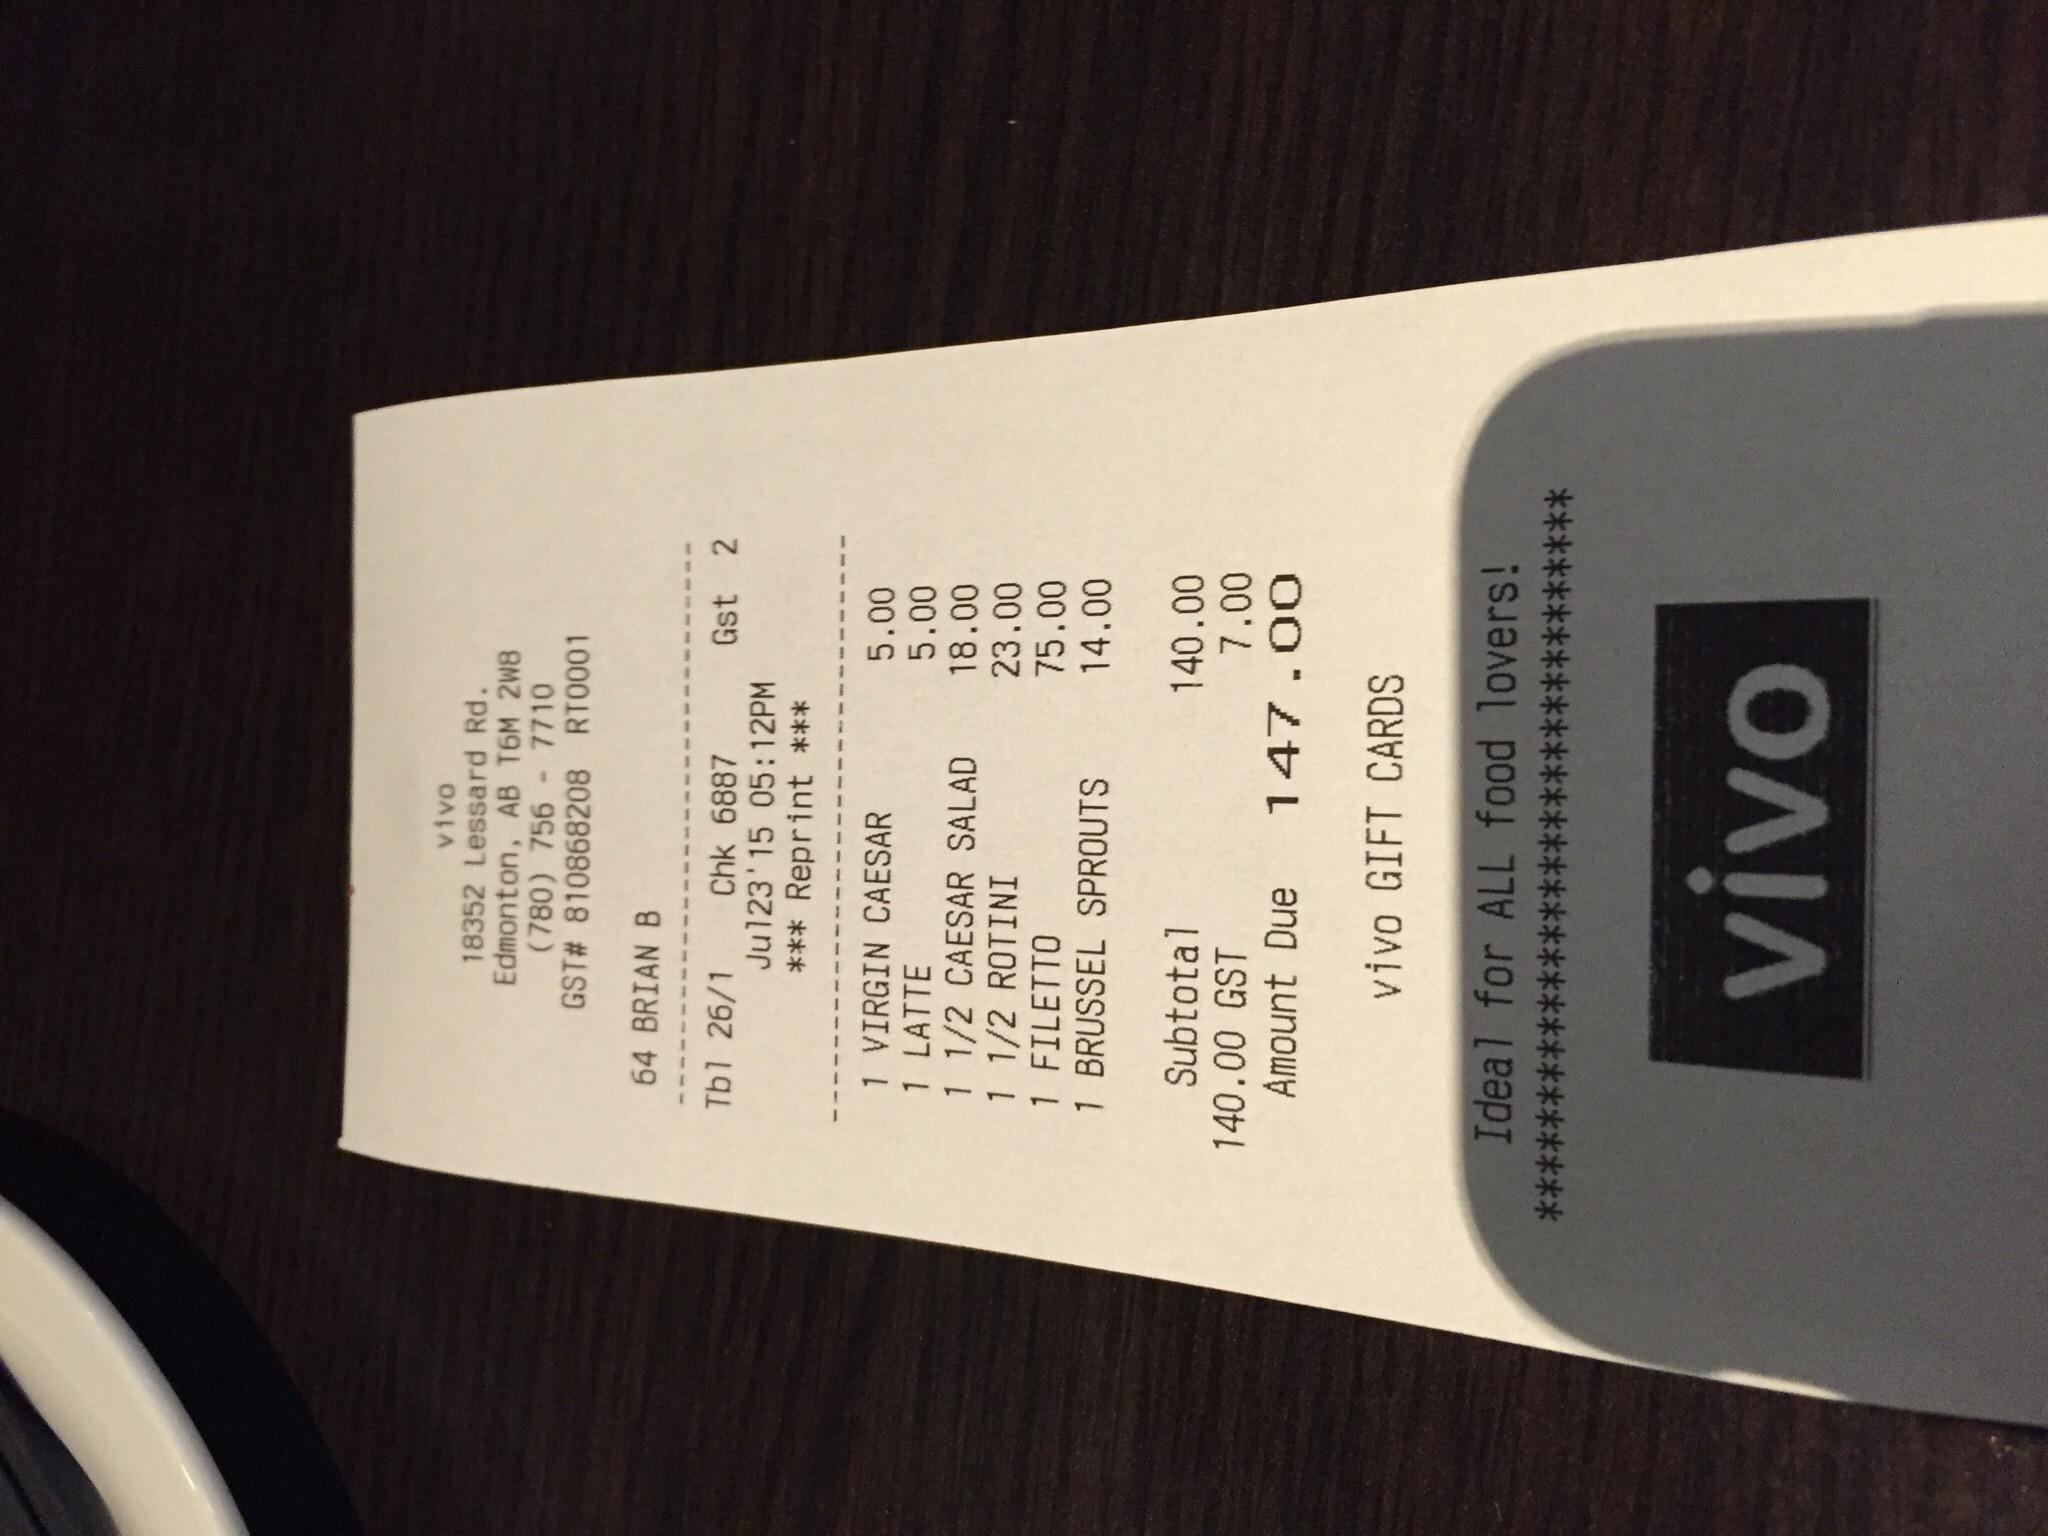 vivo
18352 Lessard Rd.
Edmonton, AB T6M 2W8
(780) 756 - 7710
GST# 810868208 RT0001
64 BRIAN B
--------------------------------
Tbl 26/1 Chk 6887 Gst 2
Jul23'15 05:12PM
*** Reprint ***
--------------------------------
1 VIRGIN CAESAR 5.00
1 LATTE 5.00
1 1/2 CAESAR SALAD 18.00
1 1/2 ROTINI 23.00
1 FILETTO 75.00
1 BRUSSEL SPROUTS 14.00
Subtotal 140.00
140.00 GST 7.00
Amount Due 147.00
vivo GIFT CARDS
Ideal for ALL food lovers!
********************************
vivo